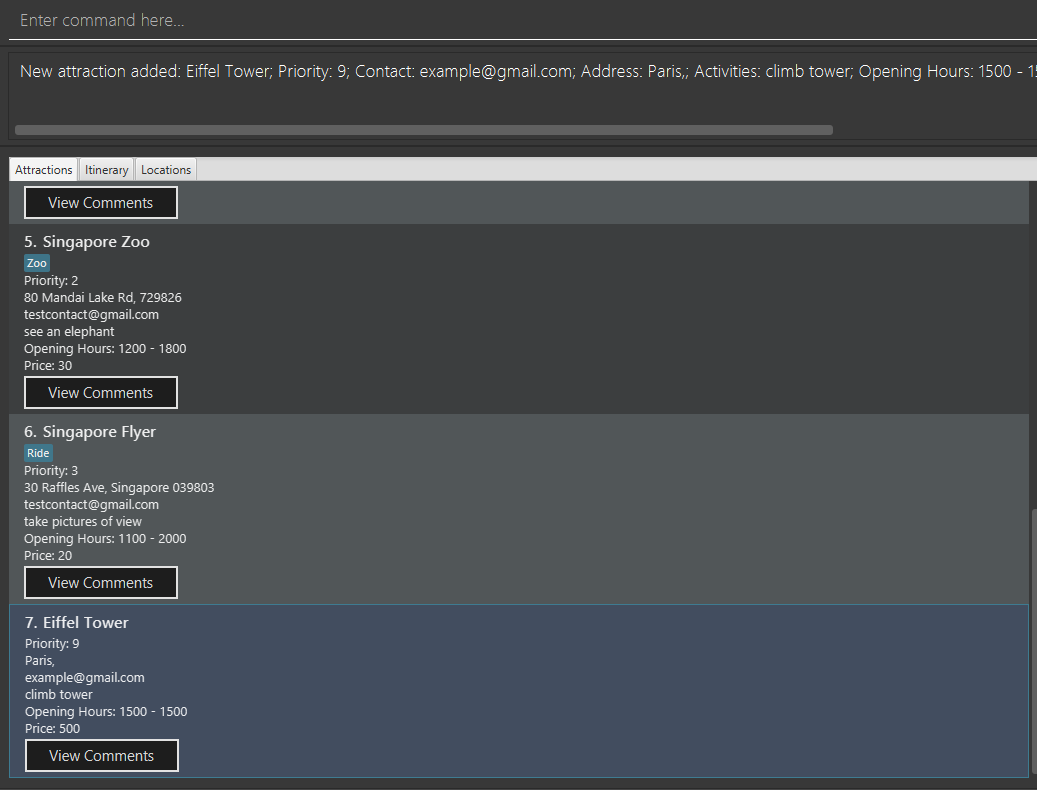 Enter command here...
New attraction added: Eiffel Tower; Priority: 9; Contact: example@gmail.com; Address: Paris,; Activities: climb tower; Opening Hours: 1500 -
Attractions Itinerary Locations
View Comments
5. Singapore Zoo
Zoo
Priority: 2
80 Mandai Lake Rd, 729826
testcontact@gmail.com
see an elephant
Opening Hours: 1200 - 1800
Price: 30
View Comments
6. Singapore Flyer
Ride
Priority: 3
30 Raffles Ave, Singapore 039803
testcontact@gmail.com
take pictures of view
Opening Hours: 1100 - 2000
Price: 20
View Comments
7. Eiffel Tower
Priority: 9
Paris,
example@gmail.com
climb tower
Opening Hours: 1500 - 1500
Price: 500
View Comments